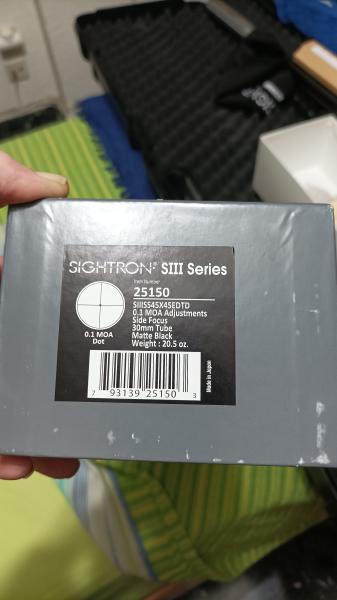 SIGHTRON® SIII Series
Item Number
25150
SIIISS45X45EDTD
0.1 MOA Adjustments
Side Focus
30mm Tube
Matte Black
Weight : 20.5 oz.
0.1 MOA
Dot
7 93139 25150 3
Made in Japan